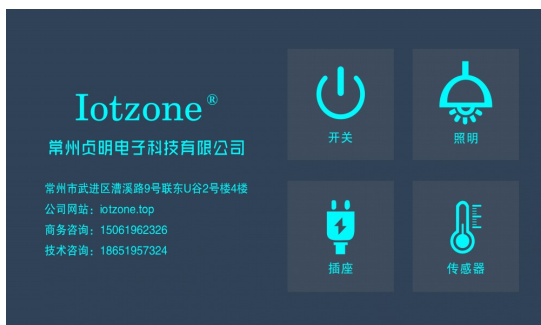 Iotzone®
常州贞明电子科技有限公司
常州市武进区漕溪路9号联东U谷2号楼4楼
公司网站：iotzone.top
商务咨询：15061962326
技术咨询：18651957324
开关
照明
插座
传感器